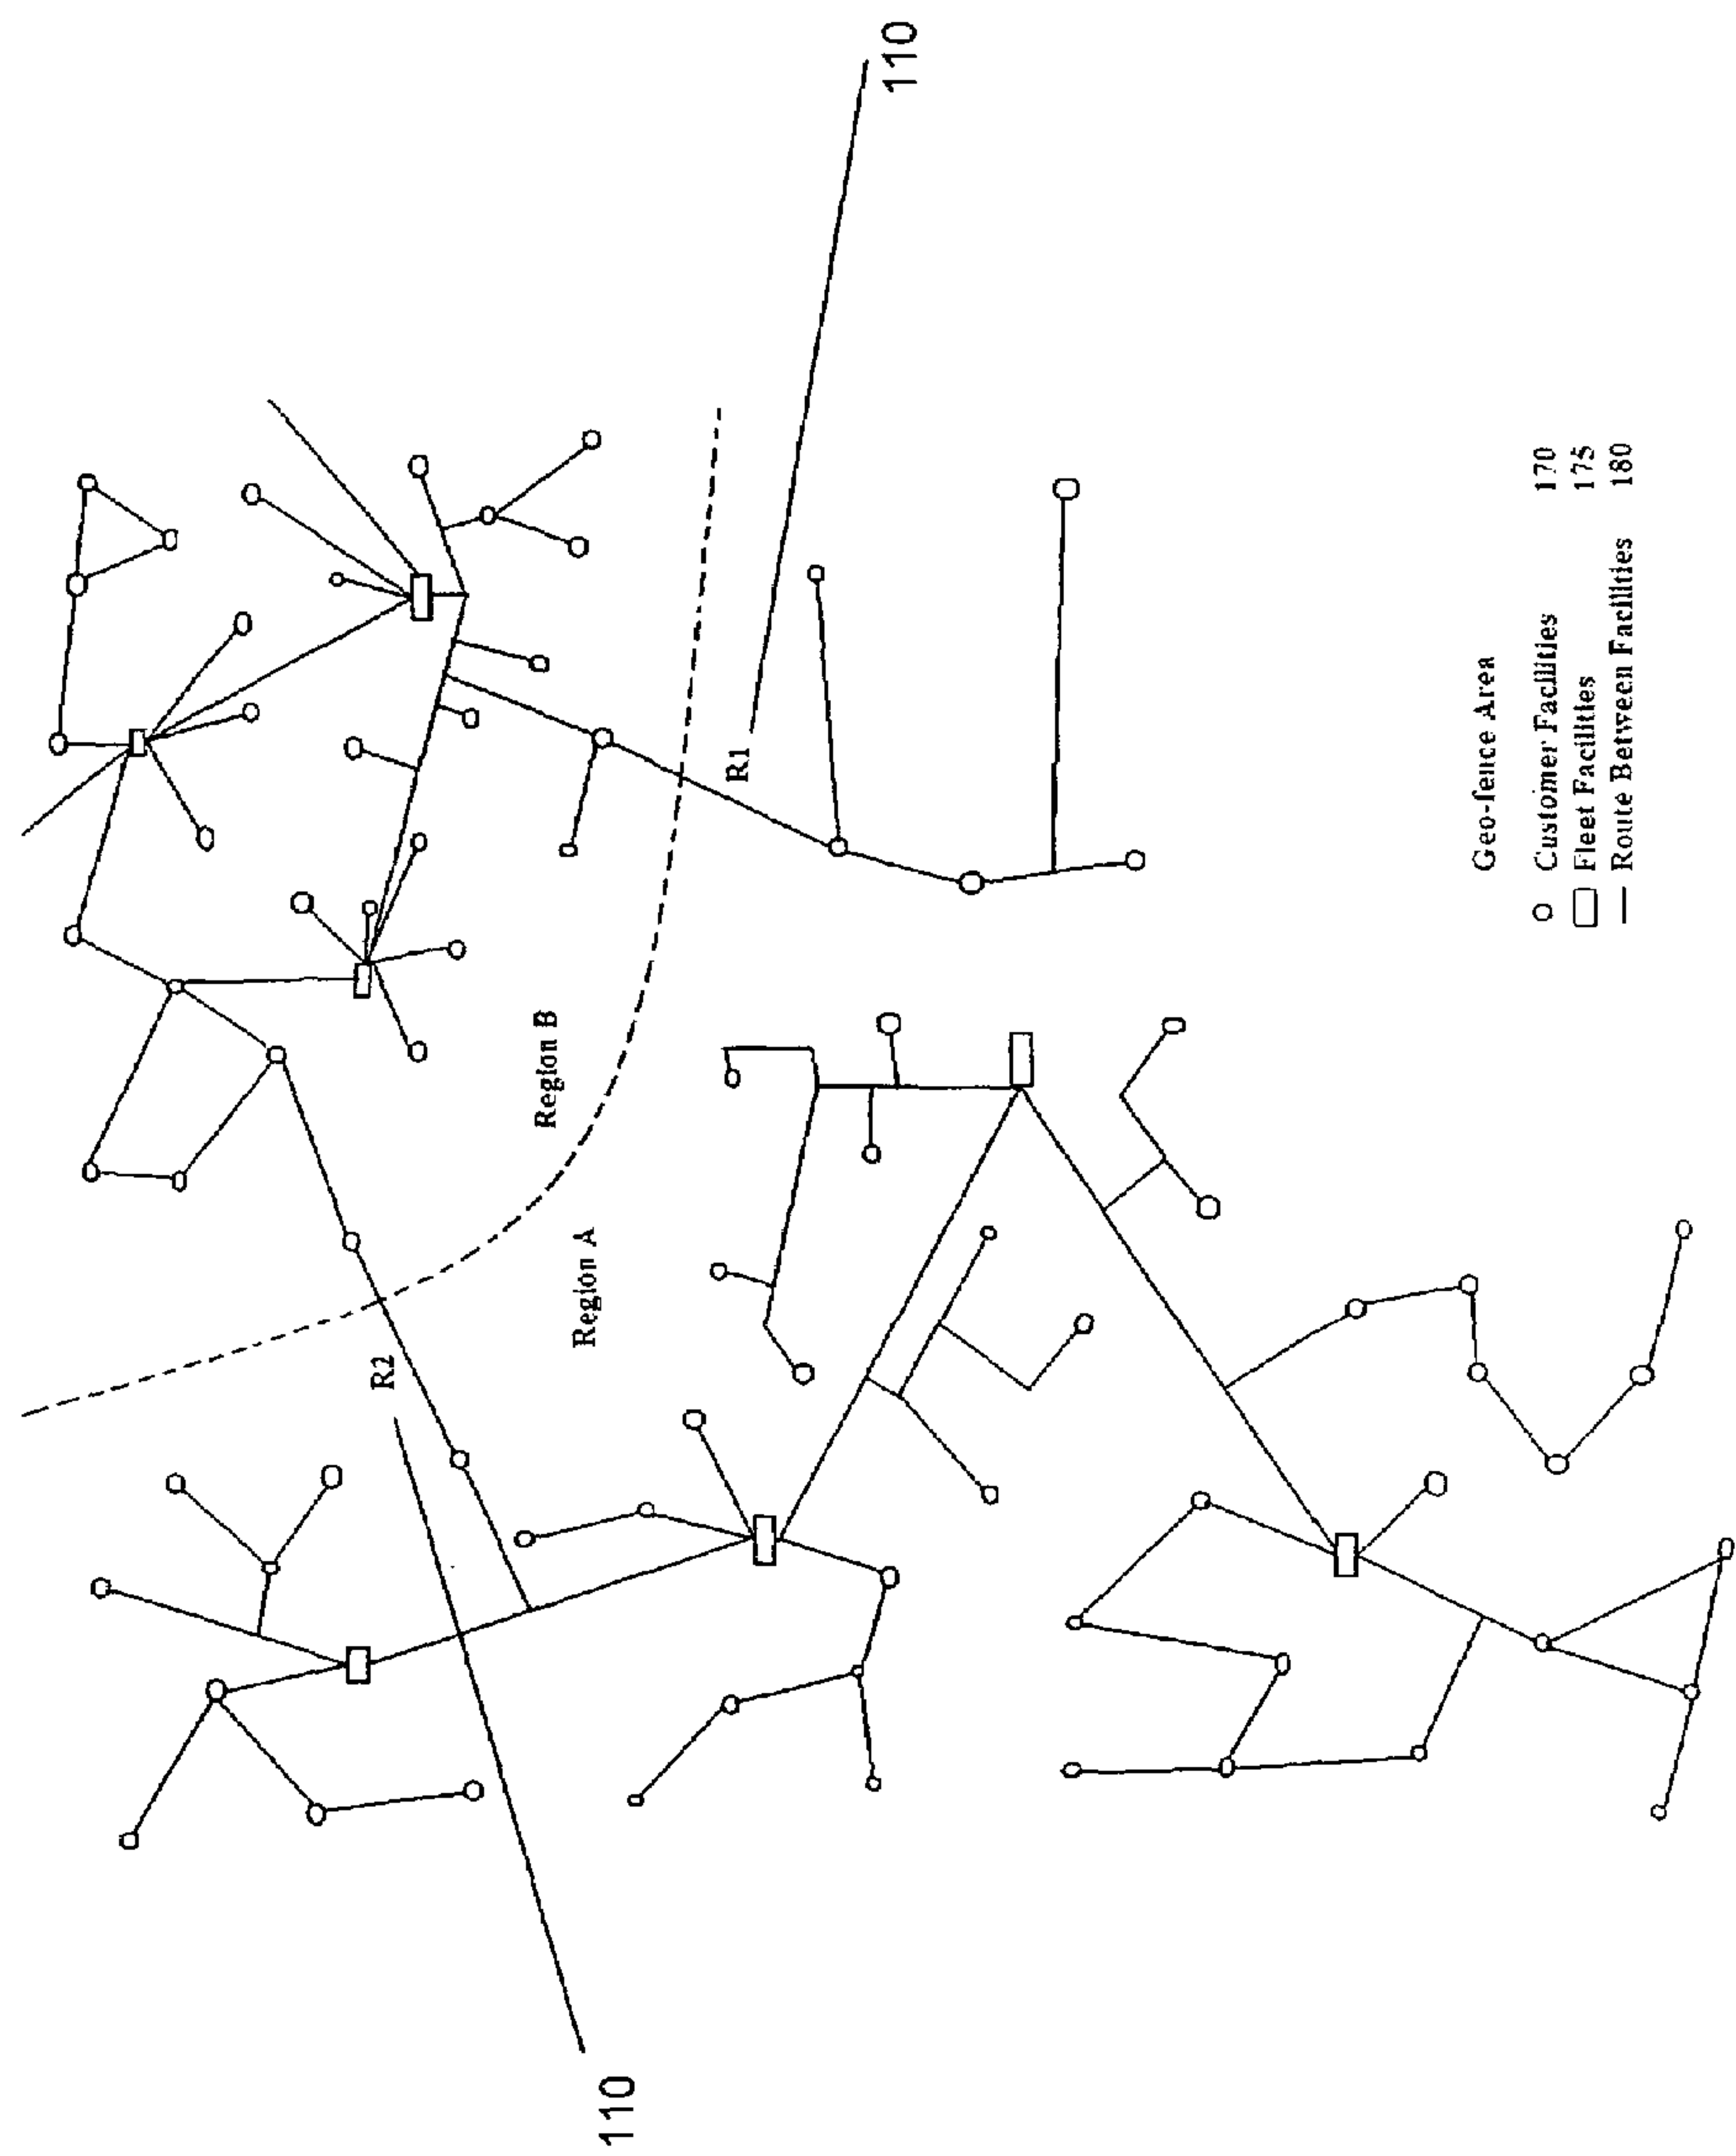 110
R1
Region B
Region A
R2
110
Geo-fence Area
Customer Facilities 170
Fleet Facilities 175
Route Between Facilities 180